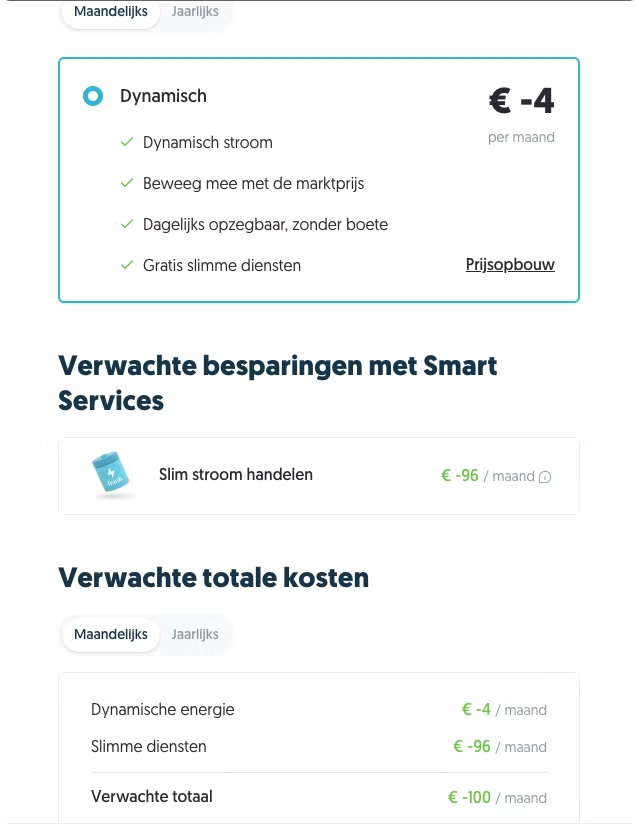 Maandelijks Jaarlijks
Dynamisch
€ -4
per maand
Dynamisch stroom
Beweeg mee met de marktprijs
Dagelijks opzegbaar, zonder boete
Gratis slimme diensten
Prijsopbouw
Verwachte besparingen met Smart
Services
Frank
Slim stroom handelen € -96 / maand
Verwachte totale kosten
Maandelijks Jaarlijks
Dynamische energie € -4 / maand
Slimme diensten € -96 / maand
Verwachte totaal € -100 / maand